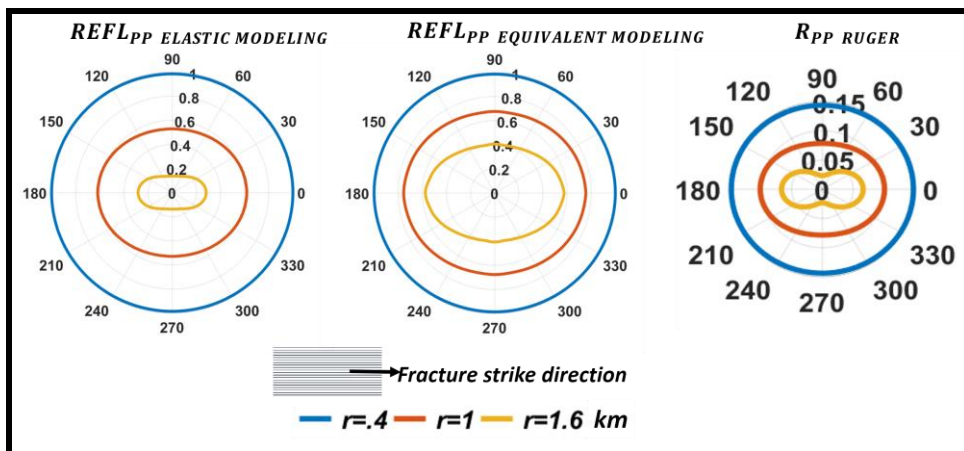 REFL_PP ELASTIC MODELING
REFL_PP EQUIVALENT MODELING
R_PP RUGER
90
120 60
1
0.8
150 0.6 30
0.4
0.2
180 0 0
210 330
240 300
270
90
120 60
1
0.8
150 0.6 30
0.4
0.2
180 0 0
210 330
240 300
270
90
120 60
0.15
150 0.1 30
0.05
180 0 0
210 330
240 300
270
Fracture strike direction
r=.4 r=1 r=1.6 km